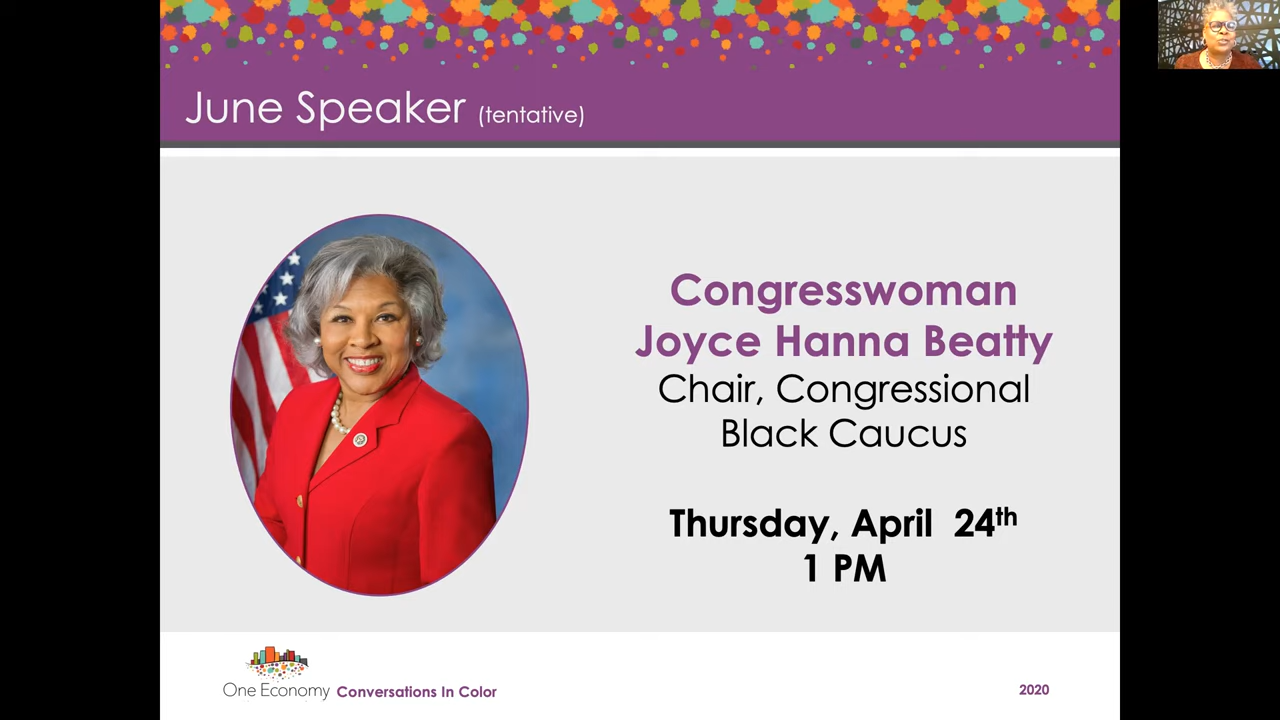 June Speaker (tentative)
Congresswoman
Joyce Hanna Beatty
Chair, Congressional
Black Caucus
Thursday, April 24th
1 PM
One Economy Conversations In Color
2020